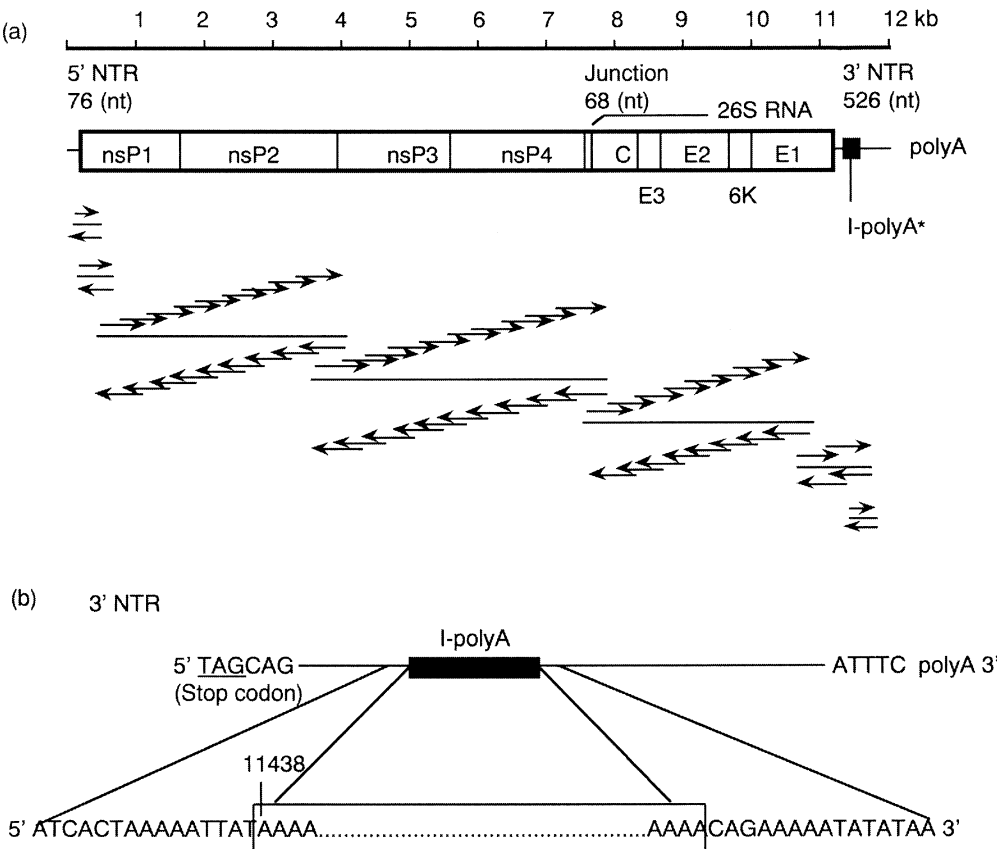 (a)
1 2 3 4 5 6 7 8 9 10 11 12 kb
5' NTR Junction 3' NTR
76 (nt) 68 (nt) 526 (nt)
26S RNA
nsP1 nsP2 nsP3 nsP4 C E2 E1 polyA
E3 6K
I-polyA*
(b) 3' NTR
I-polyA
5' TAGCAG ATTTC polyA 3'
(Stop codon)
11438
5' ATCACTAAAAATTATAAAA........................................AAAACAGAAAAATATATAA 3'